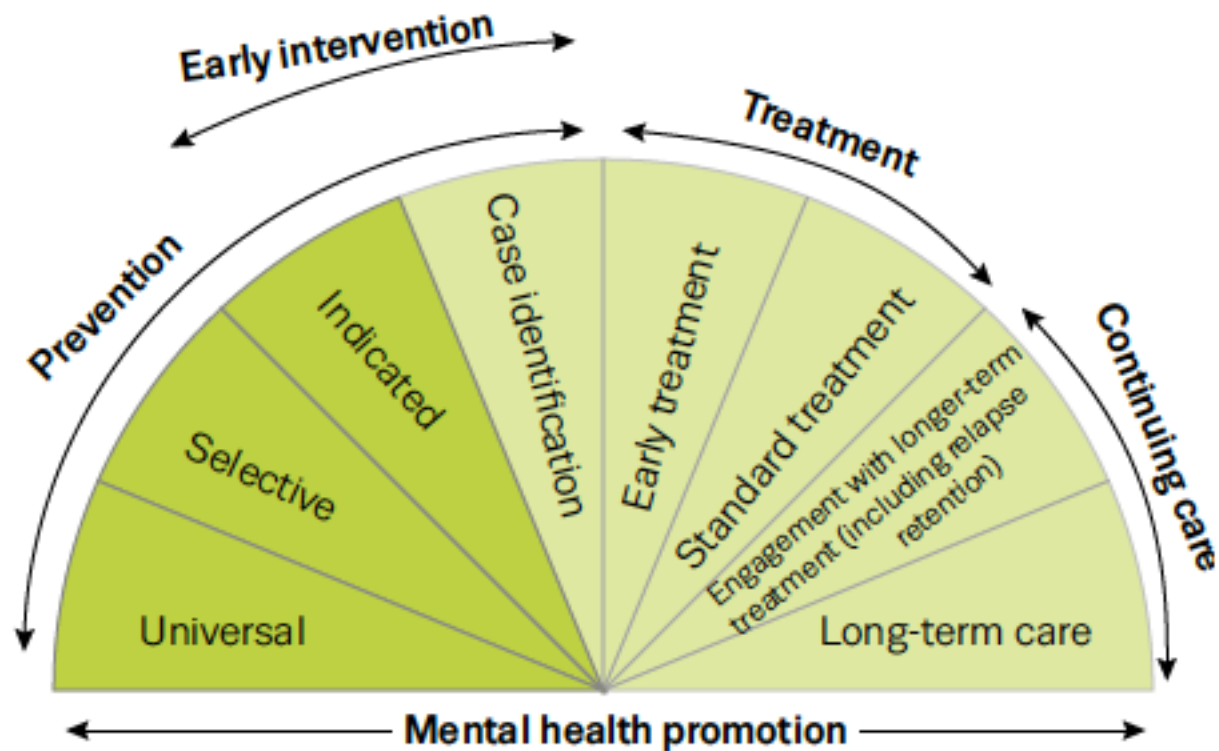 Early intervention
Treatment
Prevention
Continuing care
Universal
Selective
Indicated
Case identification
Early treatment
Standard treatment
Engagement with longer-term
treatment (including relapse
retention)
Long-term care
Mental health promotion